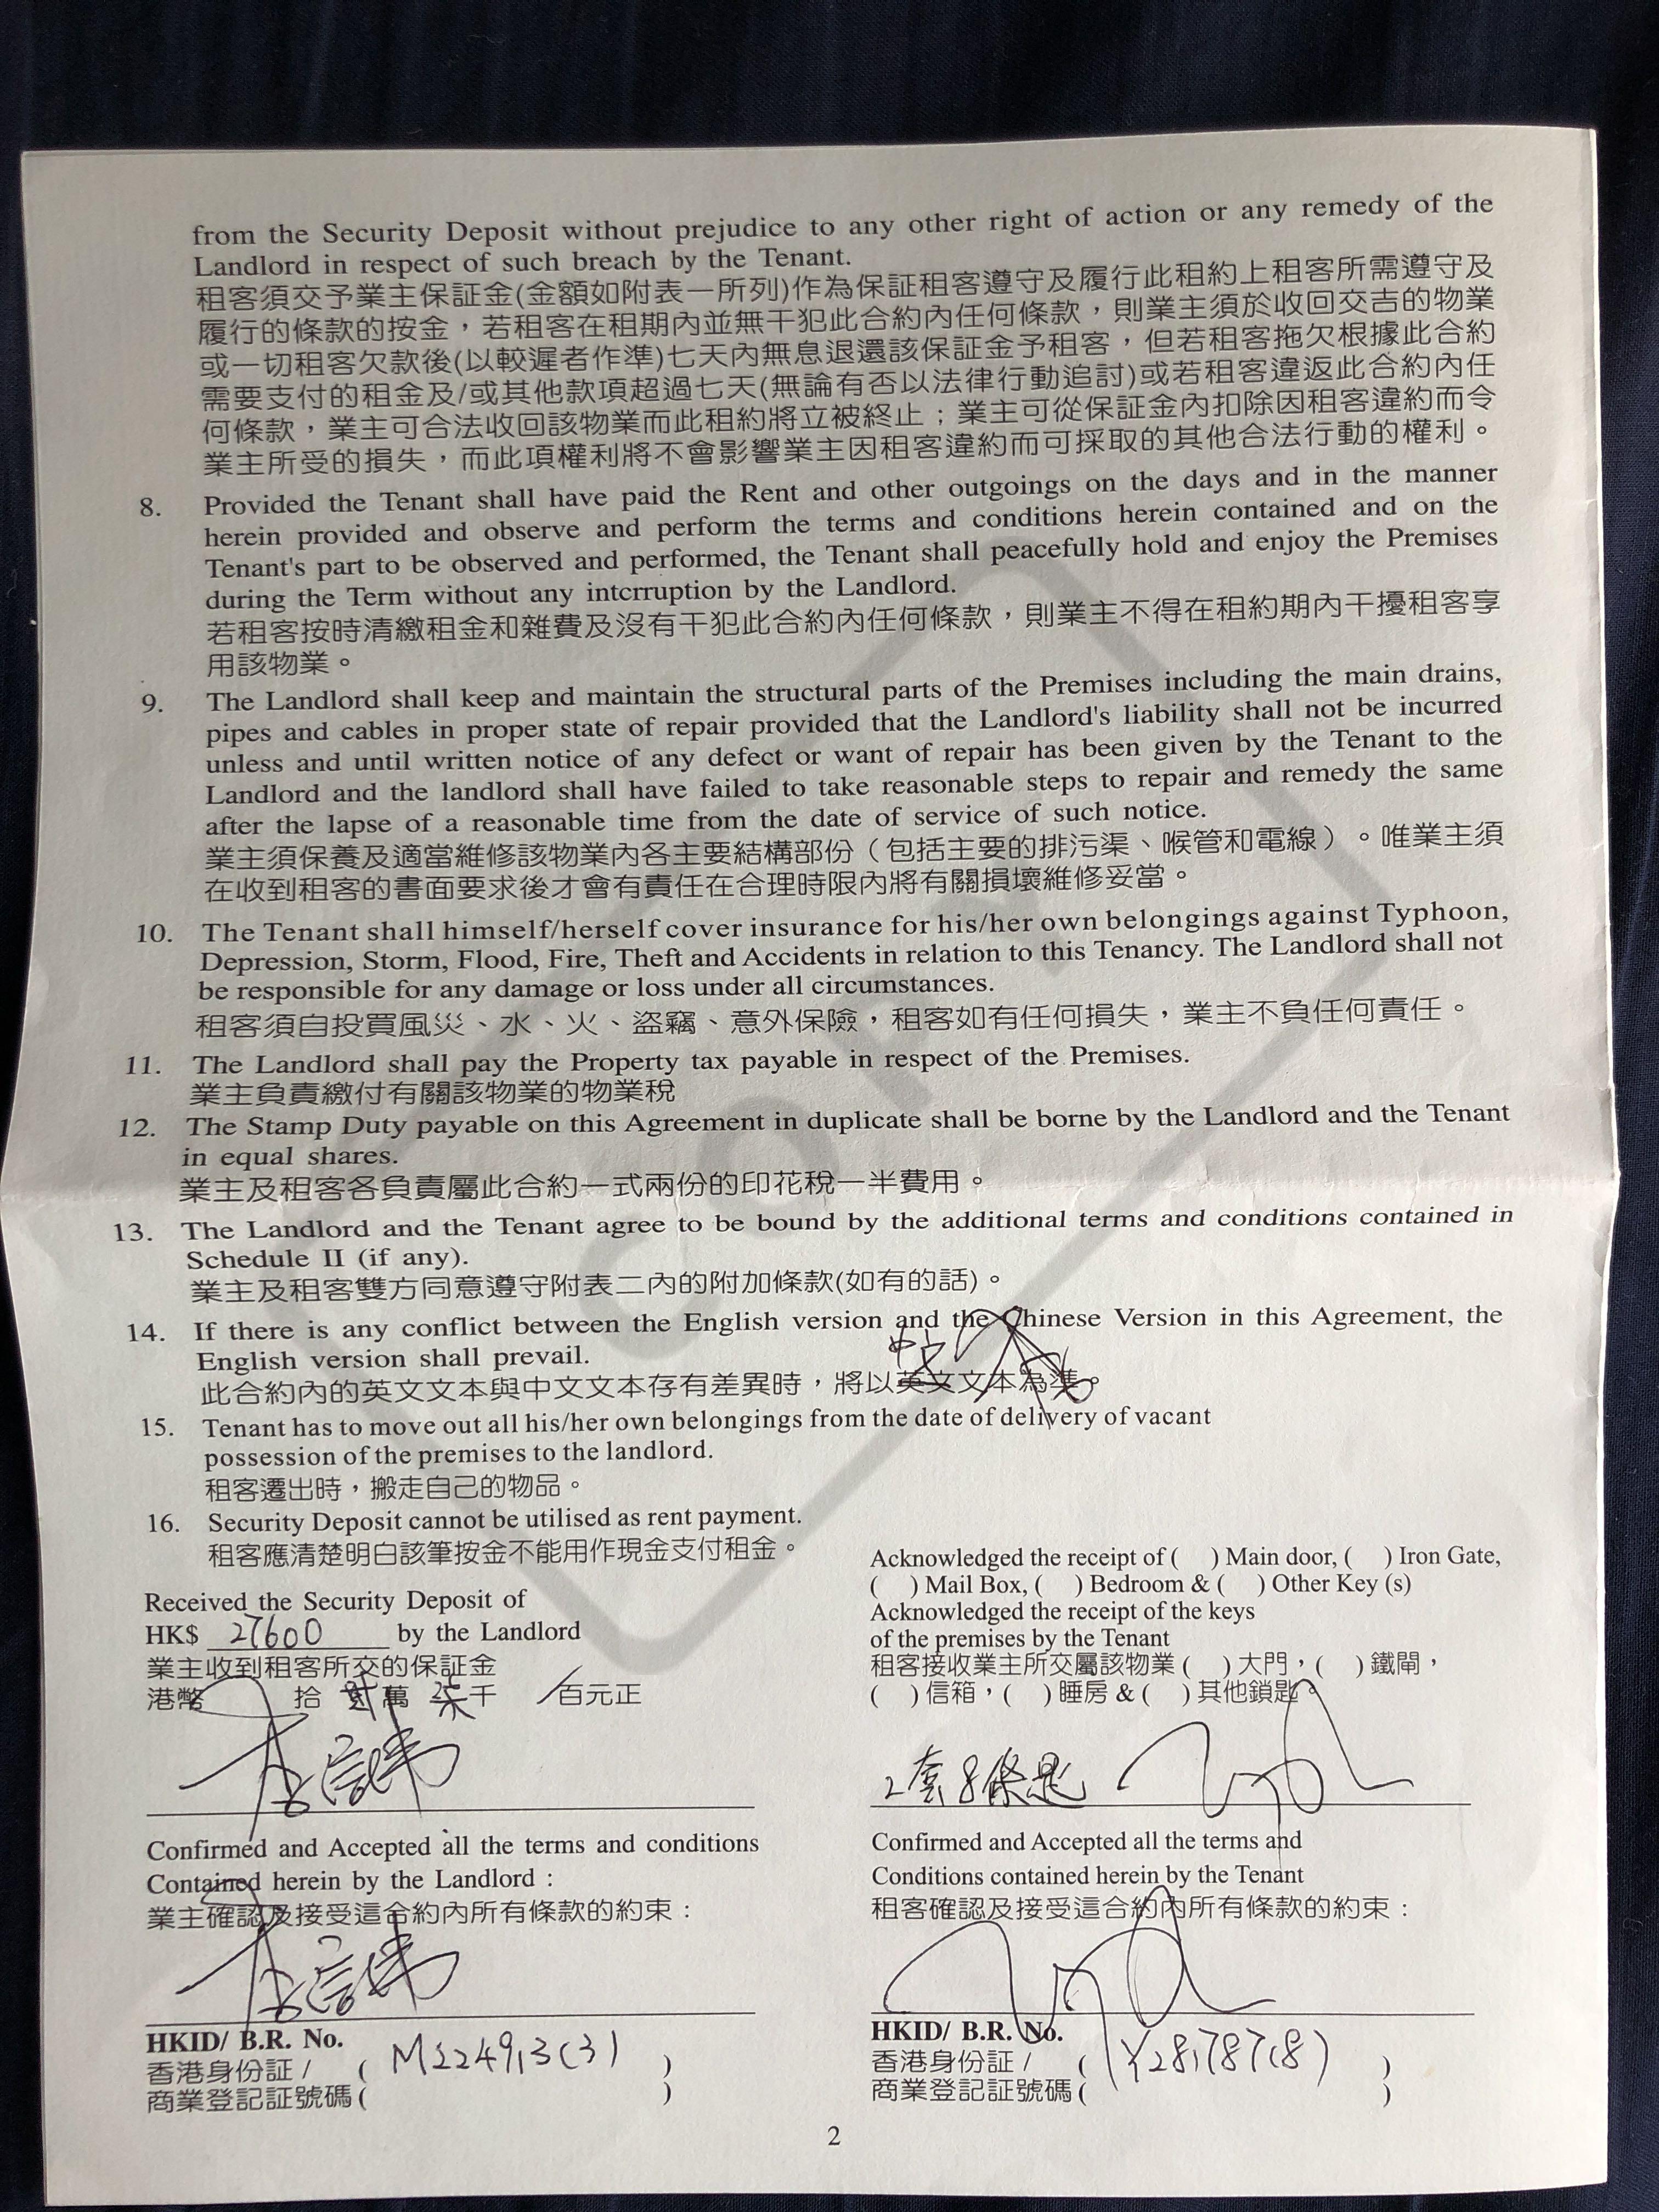 from the Security Deposit without prejudice to any other right of action or any remedy of the
Landlord in respect of such breach by the Tenant.
租客須交予業主保証金(金額如附表一所列)作為保証租客遵守及履行此租約上租客所需遵守及
履行的條款的按金，若租客在租期內並無干犯此合約內任何條款，則業主須於收回交吉的物業
或一切租客欠款後(以較遲者作準)七天內無息退還該保証金予租客，但若租客拖欠根據此合約
需要支付的租金及/或其他款項超過七天(無論有否以法律行動追討)或若租客違返此合約內任
何條款，業主可合法收回該物業而此租約將立被終止；業主可從保証金內扣除因租客違約而令
業主所受的損失，而此項權利將不會影響業主因租客違約而可採取的其他合法行動的權利。
8. Provided the Tenant shall have paid the Rent and other outgoings on the days and in the manner
herein provided and observe and perform the terms and conditions herein contained and on the
Tenant's part to be observed and performed, the Tenant shall peacefully hold and enjoy the Premises
during the Term without any interruption by the Landlord.
若租客按時清繳租金和雜費及沒有干犯此合約內任何條款，則業主不得在租約期內干擾租客享
用該物業。
9. The Landlord shall keep and maintain the structural parts of the Premises including the main drains,
pipes and cables in proper state of repair provided that the Landlord's liability shall not be incurred
unless and until written notice of any defect or want of repair has been given by the Tenant to the
Landlord and the landlord shall have failed to take reasonable steps to repair and remedy the same
after the lapse of a reasonable time from the date of service of such notice.
業主須保養及適當維修該物業內各主要結構部份（包括主要的排污渠、喉管和電線）。唯業主須
在收到租客的書面要求後才會有責任在合理時限內將有關損壞維修妥當。
10. The Tenant shall himself/herself cover insurance for his/her own belongings against Typhoon,
Depression, Storm, Flood, Fire, Theft and Accidents in relation to this Tenancy. The Landlord shall not
be responsible for any damage or loss under all circumstances.
租客須自投買風災、水、火、盜竊、意外保險，租客如有任何損失，業主不負任何責任。
11. The Landlord shall pay the Property tax payable in respect of the Premises.
業主負責繳付有關該物業的物業稅
12. The Stamp Duty payable on this Agreement in duplicate shall be borne by the Landlord and the Tenant
in equal shares.
業主及租客各負責屬此合約一式兩份的印花稅一半費用。
13. The Landlord and the Tenant agree to be bound by the additional terms and conditions contained in
Schedule II (if any).
業主及租客雙方同意遵守附表二內的附加條款(如有的話)。
14. If there is any conflict between the English version and the Chinese Version in this Agreement, the
English version shall prevail.
中文
此合約內的英文文本與中文文本存有差異時，將以英文文本為準。
15. Tenant has to move out all his/her own belongings from the date of delivery of vacant
possession of the premises to the landlord.
租客遷出時，搬走自己的物品。
16. Security Deposit cannot be utilised as rent payment.
租客應清楚明白該筆按金不能用作現金支付租金。
Received the Security Deposit of
HK$ 27600 by the Landlord
業主收到租客所交的保証金
港幣 拾 貳 萬 柒 千 / 百元正
Acknowledged the receipt of ( ) Main door, ( ) Iron Gate,
( ) Mail Box, ( ) Bedroom & ( ) Other Key (s)
Acknowledged the receipt of the keys
of the premises by the Tenant
租客接收業主所交屬該物業 ( ) 大門，( ) 鐵閘，
( ) 信箱，( ) 睡房 & ( ) 其他鎖匙。
2套8條匙
Confirmed and Accepted all the terms and conditions
Contained herein by the Landlord :
業主確認及接受這合約內所有條款的約束：
Confirmed and Accepted all the terms and
Conditions contained herein by the Tenant
租客確認及接受這合約內所有條款的約束：
HKID/ B.R. No.
香港身份証 / ( M224913(3) )
商業登記証號碼 ( )
HKID/ B.R. No.
香港身份証 / ( Y281787(8) )
商業登記証號碼 ( )
2
COPY